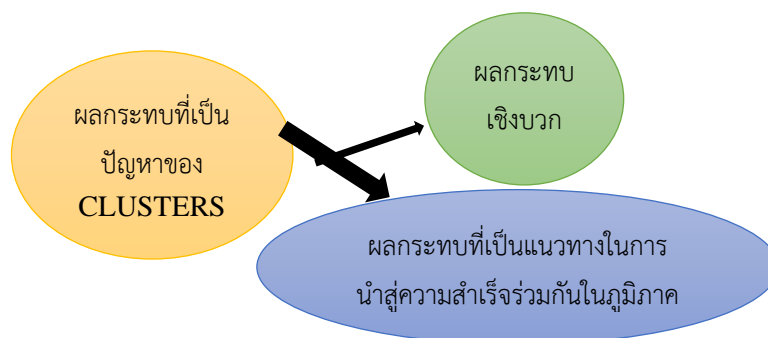 ผลกระทบที่เป็น
ปัญหาของ
CLUSTERS
ผลกระทบ
เชิงบวก
ผลกระทบที่เป็นแนวทางในการ
นำสู่ความสำเร็จร่วมกันในภูมิภาค